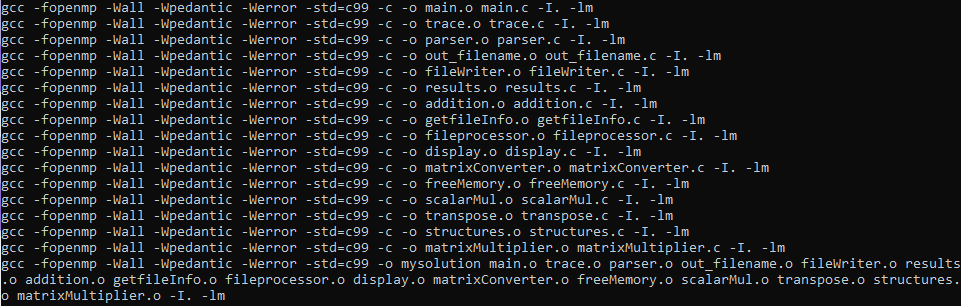 gcc -fopenmp -Wall -Wpedantic -Werror -std=c99 -c -o main.o main.c -I. -lm
gcc -fopenmp -Wall -Wpedantic -Werror -std=c99 -c -o trace.o trace.c -I. -lm
gcc -fopenmp -Wall -Wpedantic -Werror -std=c99 -c -o parser.o parser.c -I. -lm
gcc -fopenmp -Wall -Wpedantic -Werror -std=c99 -c -o out_filename.o out_filename.c -I. -lm
gcc -fopenmp -Wall -Wpedantic -Werror -std=c99 -c -o fileWriter.o fileWriter.c -I. -lm
gcc -fopenmp -Wall -Wpedantic -Werror -std=c99 -c -o results.o results.c -I. -lm
gcc -fopenmp -Wall -Wpedantic -Werror -std=c99 -c -o addition.o addition.c -I. -lm
gcc -fopenmp -Wall -Wpedantic -Werror -std=c99 -c -o getfileInfo.o getfileInfo.c -I. -lm
gcc -fopenmp -Wall -Wpedantic -Werror -std=c99 -c -o fileprocessor.o fileprocessor.c -I. -lm
gcc -fopenmp -Wall -Wpedantic -Werror -std=c99 -c -o display.o display.c -I. -lm
gcc -fopenmp -Wall -Wpedantic -Werror -std=c99 -c -o matrixConverter.o matrixConverter.c -I. -lm
gcc -fopenmp -Wall -Wpedantic -Werror -std=c99 -c -o freeMemory.o freeMemory.c -I. -lm
gcc -fopenmp -Wall -Wpedantic -Werror -std=c99 -c -o scalarMul.o scalarMul.c -I. -lm
gcc -fopenmp -Wall -Wpedantic -Werror -std=c99 -c -o transpose.o transpose.c -I. -lm
gcc -fopenmp -Wall -Wpedantic -Werror -std=c99 -c -o structures.o structures.c -I. -lm
gcc -fopenmp -Wall -Wpedantic -Werror -std=c99 -c -o matrixMultiplier.o matrixMultiplier.c -I. -lm
gcc -fopenmp -Wall -Wpedantic -Werror -std=c99 -o mysolution main.o trace.o parser.o out_filename.o fileWriter.o results
.o addition.o getfileInfo.o fileprocessor.o display.o matrixConverter.o freeMemory.o scalarMul.o transpose.o structures.
o matrixMultiplier.o -I. -lm